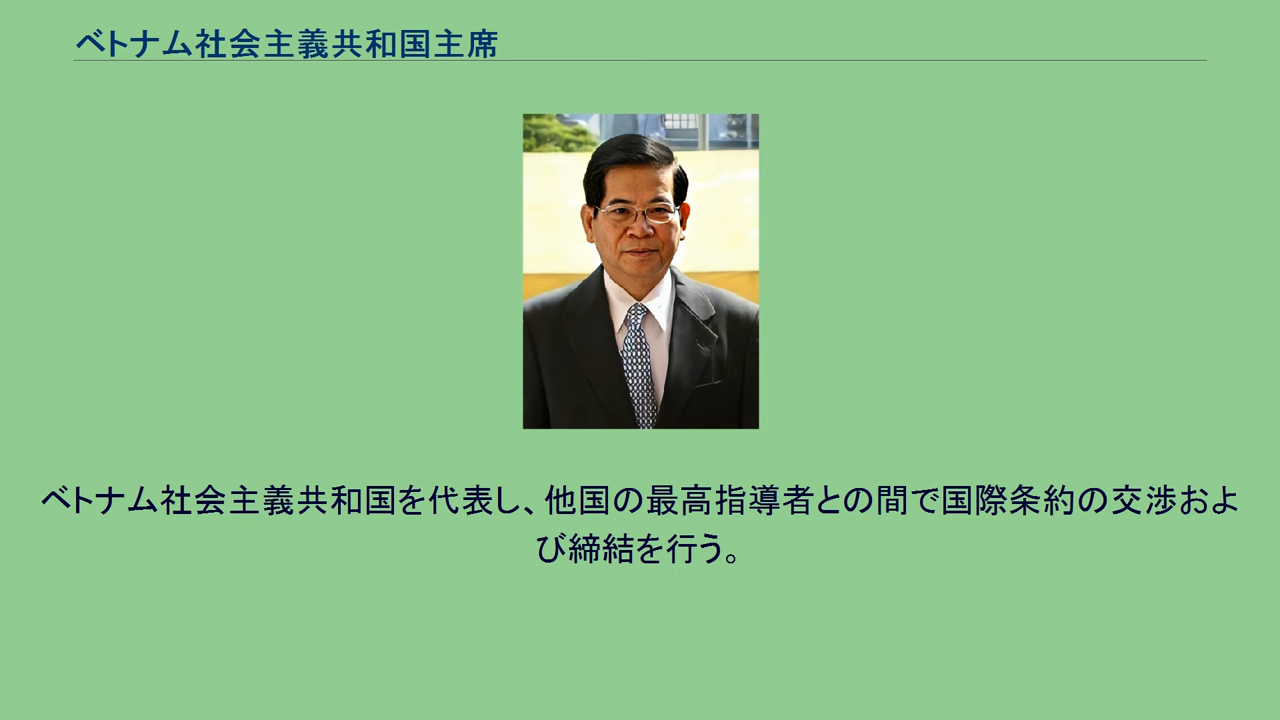 ベトナム社会主義共和国主席
ベトナム社会主義共和国を代表し、他国の最高指導者との間で国際条約の交渉およ
び締結を行う。